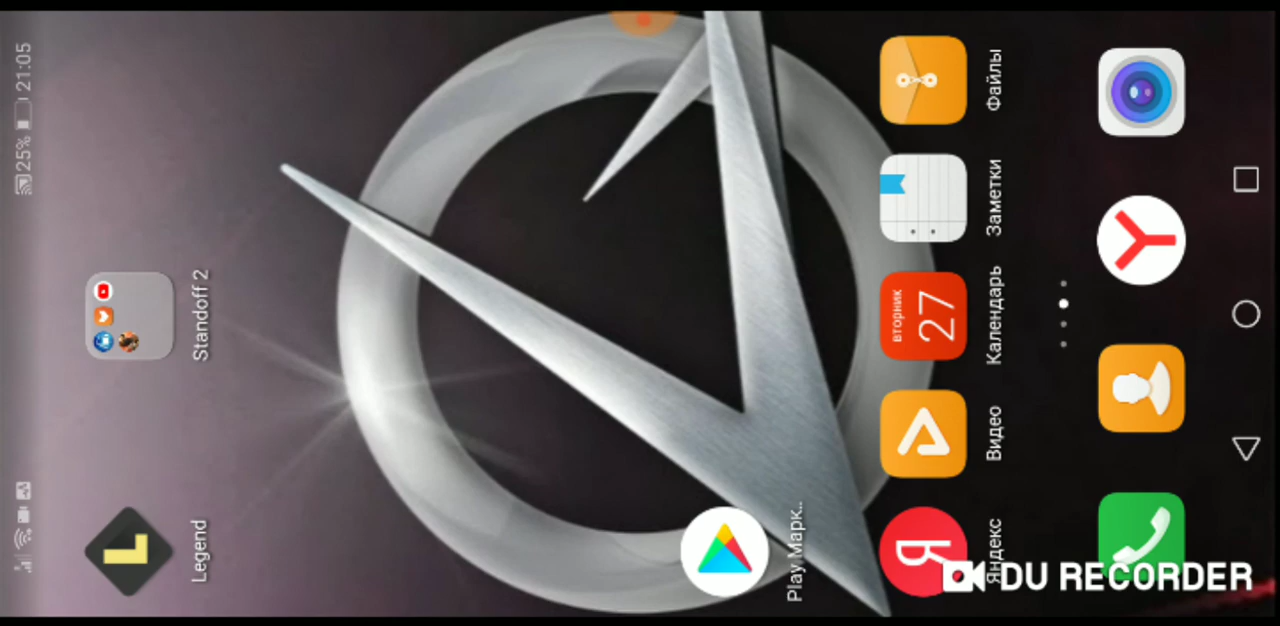 25% 21:05
Standoff 2
Legend
Play Марк..
Яндекс
Видео
вторник
27
Календарь
Заметки
Файлы
DU RECORDER